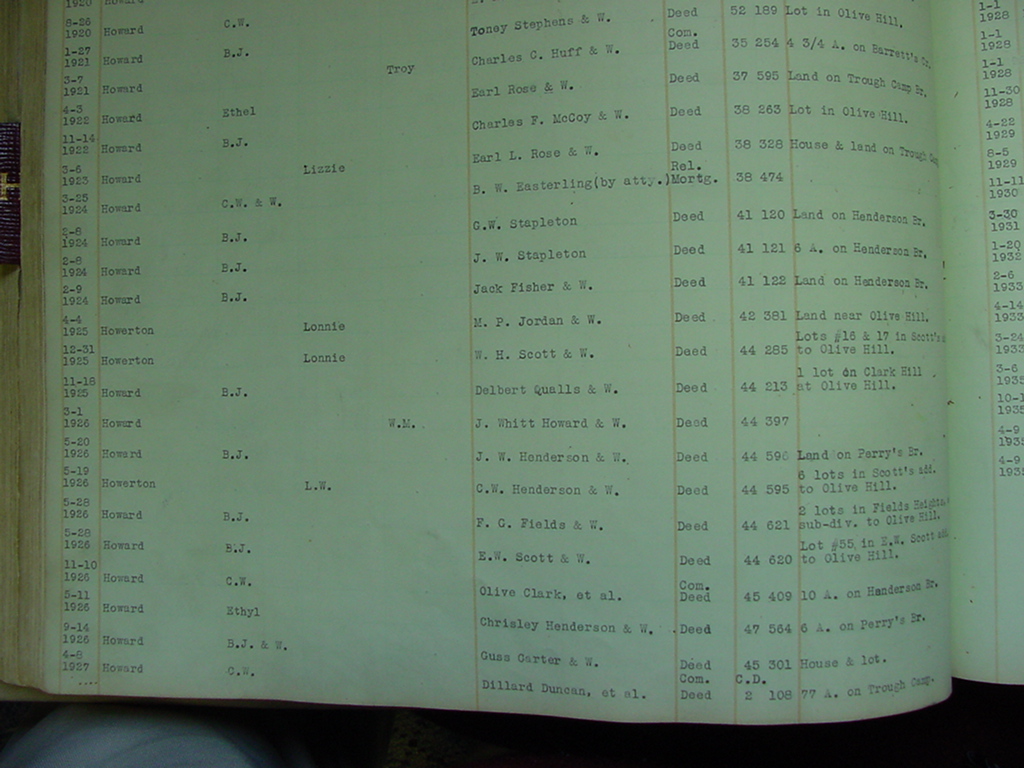 1920 Howard
8-26
1920 Howard C.W.
1-27
1921 Howard B.J. Toney Stephens & W. Deed 52 189 Lot in Olive Hill.
3-7 Com.
1921 Howard Troy Charles C. Huff & W. Deed 35 254 4 3/4 A. on Barrett's
4-3
1922 Howard Ethel Earl Rose & W. Deed 37 595 Land on Trough Camp Br.
11-14
1922 Howard B.J. Charles F. McCoy & W. Deed 38 263 Lot in Olive Hill.
3-6
1923 Howard Lizzie Earl L. Rose & W. Deed 38 328 House & land on Trough
3-25 Rel.
1924 Howard C.W. & W. B. W. Easterling(by atty.) Mortg. 38 474
2-8
1924 Howard B.J. G.W. Stapleton Deed 41 120 Land on Henderson Br.
2-8
1924 Howard B.J. J. W. Stapleton Deed 41 121 6 A. on Henderson Br.
2-9
1924 Howard B.J. Jack Fisher & W. Deed 41 122 Land on Henderson Br.
4-4
1925 Howerton Lonnie M. P. Jordan & W. Deed 42 381 Land near Olive Hill.
12-31 Lots #16 & 17 in Scott's
1925 Howerton Lonnie W. H. Scott & W. Deed 44 285 to Olive Hill.
11-18 1 lot on Clark Hill
1925 Howard B.J. Delbert Qualls & W. Deed 44 213 at Olive Hill.
3-1
1926 Howard W.M. J. Whitt Howard & W. Deed 44 397
5-20
1926 Howard B.J. J. W. Henderson & W. Deed 44 596 Land on Perry's Br.
5-19 6 lots in Scott's add.
1926 Howerton L.W. C.W. Henderson & W. Deed 44 595 to Olive Hill.
5-28 2 lots in Fields Heights
1926 Howard B.J. F. G. Fields & W. Deed 44 621 sub-div. to Olive Hill.
5-28 Lot #55 in E.W. Scott add
1926 Howard B.J. E.W. Scott & W. Deed 44 620 to Olive Hill.
11-10 Com.
1926 Howard C.W. Olive Clark, et al. Deed 45 409 10 A. on Henderson Br.
5-11
1926 Howard Ethyl Chrisley Henderson & W. Deed 47 564 6 A. on Perry's Br.
9-14
1926 Howard B.J. & W. Guss Carter & W. Deed 45 301 House & lot.
4-8 Com. C.D.
1927 Howard C.W. Dillard Duncan, et al. Deed 2 108 77 A. on Trough Camp.
1-1
1928
1-1
1928
1-1
1928
11-30
1928
4-22
1929
8-5
1929
11-11
1930
3-30
1931
1-20
1932
2-6
1933
4-14
1933
3-24
1933
3-6
1935
10-1
1935
4-9
4-9